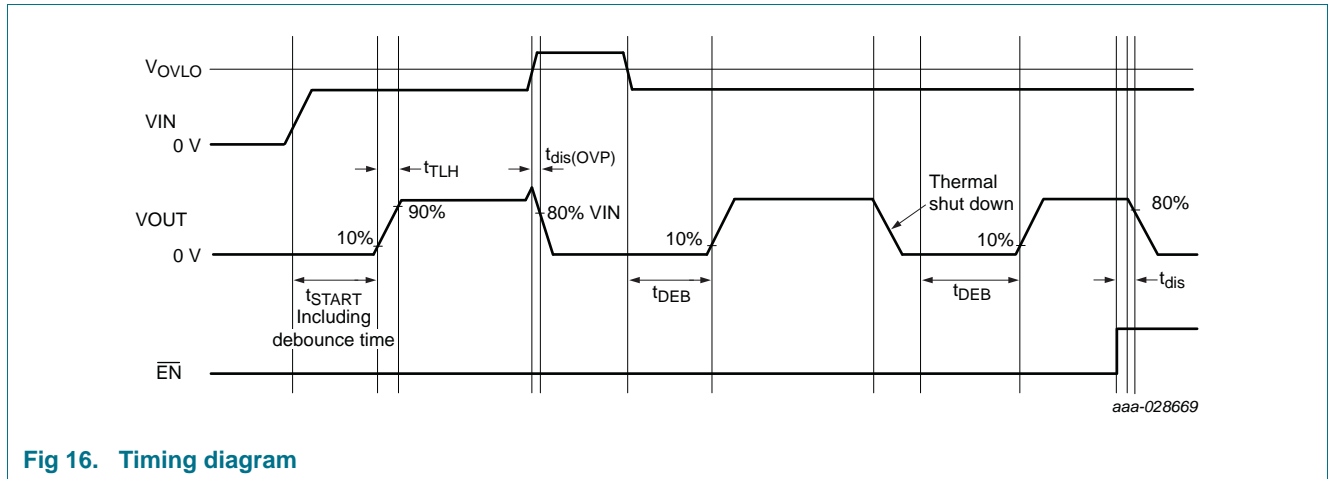 VOVLO
VIN
0 V
tTLH
tdis(OVP)
Thermal
shut down
VOUT
90%
80% VIN
80%
10%
10%
10%
0 V
tSTART
Including
debounce time
tDEB
tDEB
tdis
EN
aaa-028669
Fig 16. Timing diagram